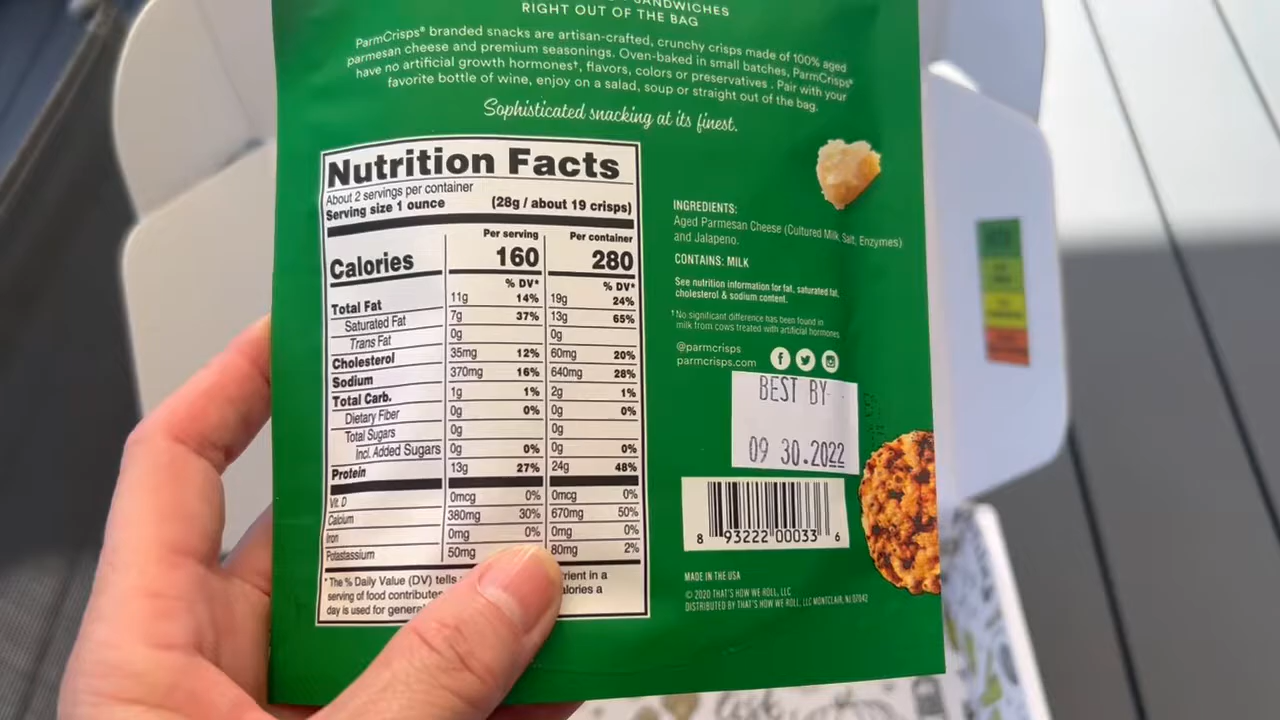 SANDWICHES
RIGHT OUT OF THE BAG
ParmCrisps® branded snacks are artisan-crafted, crunchy crisps made of 100% aged
parmesan cheese and premium seasonings. Oven-baked in small batches, ParmCrisps®
have no artificial growth hormones†, flavors, colors or preservatives . Pair with your
favorite bottle of wine, enjoy on a salad, soup or straight out of the bag.
Sophisticated snacking at its finest.
Nutrition Facts
About 2 servings per container
Serving size 1 ounce (28g / about 19 crisps)
Per serving Per container
Calories 160 280
% DV* % DV*
Total Fat 11g 14% 19g 24%
Saturated Fat 7g 37% 13g 65%
Trans Fat 0g 0g
Cholesterol 35mg 12% 60mg 20%
Sodium 370mg 16% 640mg 28%
Total Carb. 1g 1% 2g 1%
Dietary Fiber 0g 0% 0g 0%
Total Sugars 0g 0g
Incl. Added Sugars 0g 0% 0g 0%
Protein 13g 27% 24g 48%
Vit. D 0mcg 0% 0mcg 0%
Calcium 380mg 30% 670mg 50%
Iron 0mg 0% 0mg 0%
Potastassium 50mg 80mg 2%
* The % Daily Value (DV) tells rient in a
serving of food contribute alories a
day is used for general
INGREDIENTS:
Aged Parmesan Cheese (Cultured Milk, Salt, Enzymes)
and Jalapeno.
CONTAINS: MILK
See nutrition information for fat, saturated fat,
cholesterol & sodium content.
† No significant difference has been found in
milk from cows treated with artificial hormones
@parmcrisps
parmcrisps.com
BEST BY
09 30.2022
8 93222 00033 6
MADE IN THE USA
© 2020 THAT'S HOW WE ROLL, LLC
DISTRIBUTED BY THAT'S HOW WE ROLL, LLC MONTCLAIR, NJ 07042